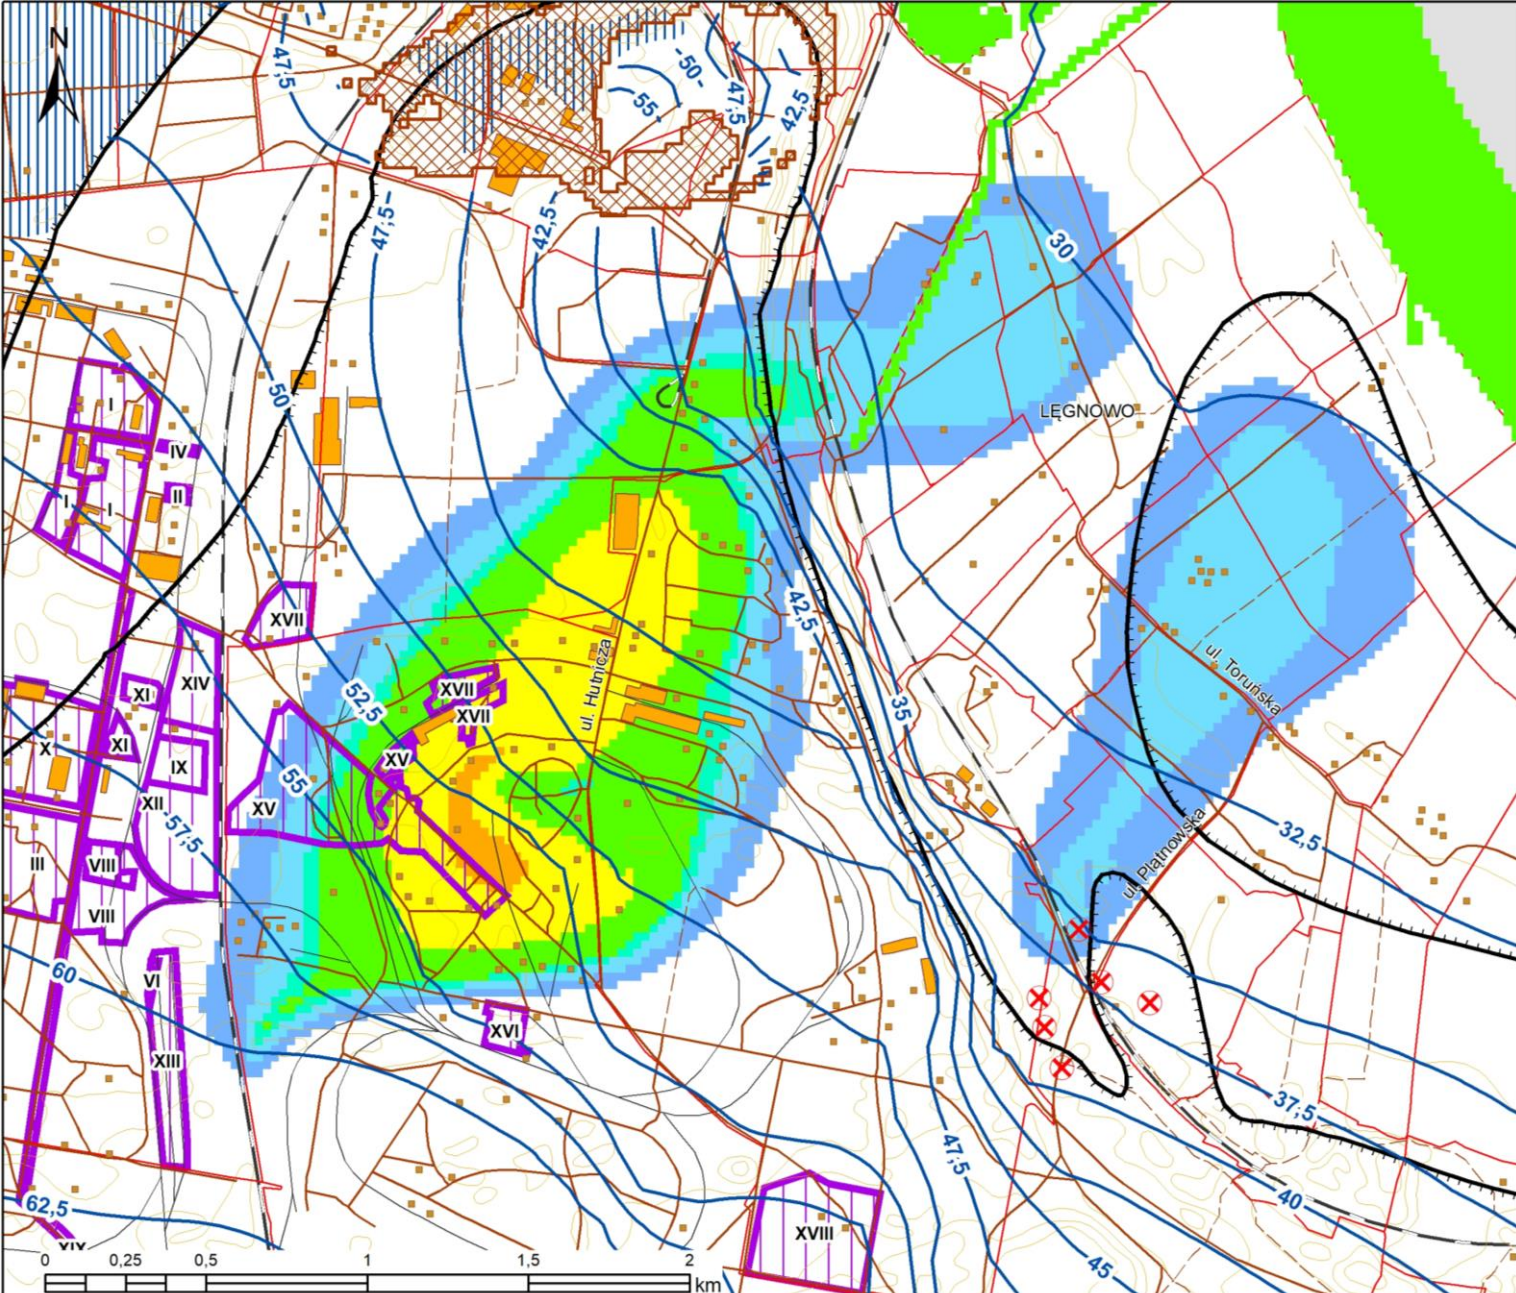 N
47,5
-50-
55-
47,5
42,5
47,5-
42,5-
30
50
LĘGNOWO
I
IV
I
I
II
XVII
42,5
ul. Hutnicza
ul. Toruńska
XI
XIV
XVII
52,5
XVII
35
X
XI
IX
XV
55
XV
XII
-57,5-
III
VIII
ul. Plątnowska
32,5
VIII
60
VI
XVI
XIII
37,5
47,5
40
62,5
XVIII
XIX
45
0 0,25 0,5 1 1,5 2
km